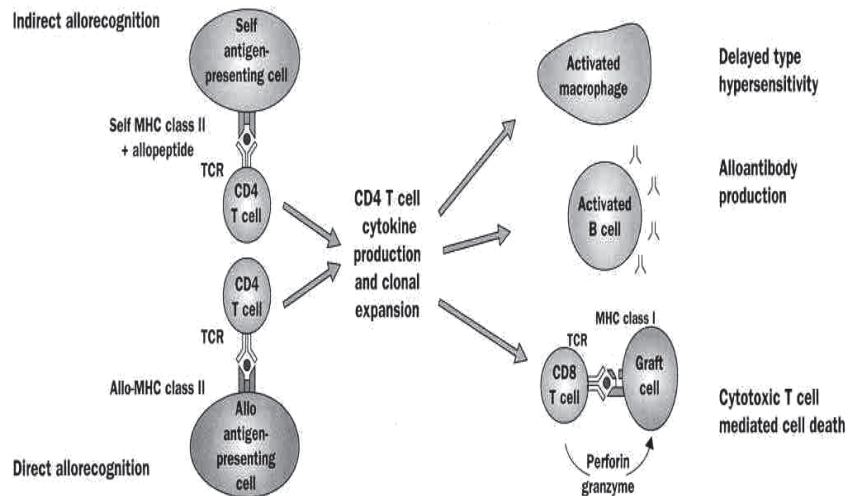 Indirect allorecognition
Self
antigen-
presenting cell
Self MHC class II
+ allopeptide
TCR
CD4
T cell
CD4
T cell
TCR
Allo-MHC class II
Allo
antigen-
presenting
cell
Direct allorecognition
CD4 T cell
cytokine
production
and clonal
expansion
Activated
macrophage
Delayed type
hypersensitivity
Activated
B cell
Alloantibody
production
MHC class I
TCR
CD8
T cell
Graft
cell
Perforin
granzyme
Cytotoxic T cell
mediated cell death